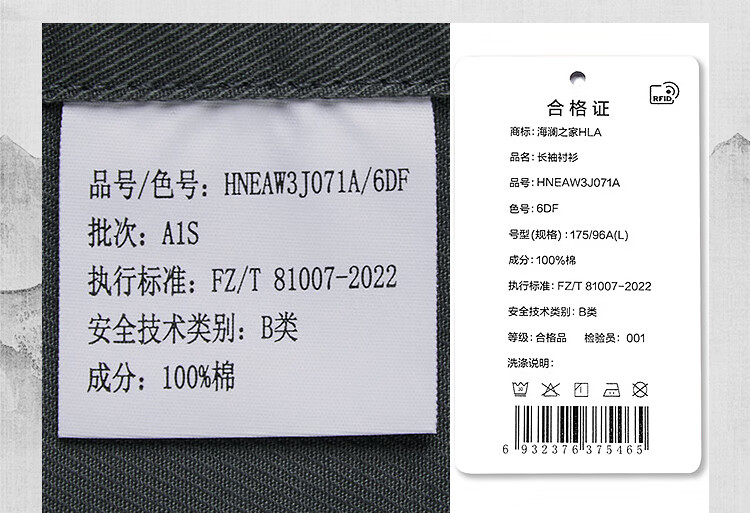 品号/色号：HNEAW3J071A/6DF
批次：A1S
执行标准：FZ/T 81007-2022
安全技术类别：B类
成分：100%棉
RFID
合格证
商标：海澜之家HLA
品名：长袖衬衫
品号：HNEAW3J071A
色号：6DF
号型(规格)：175/96A(L)
成分：100%棉
执行标准：FZ/T 81007-2022
安全技术类别：B类
等级：合格品 检验员：001
洗涤说明：
30
6 932376 375465